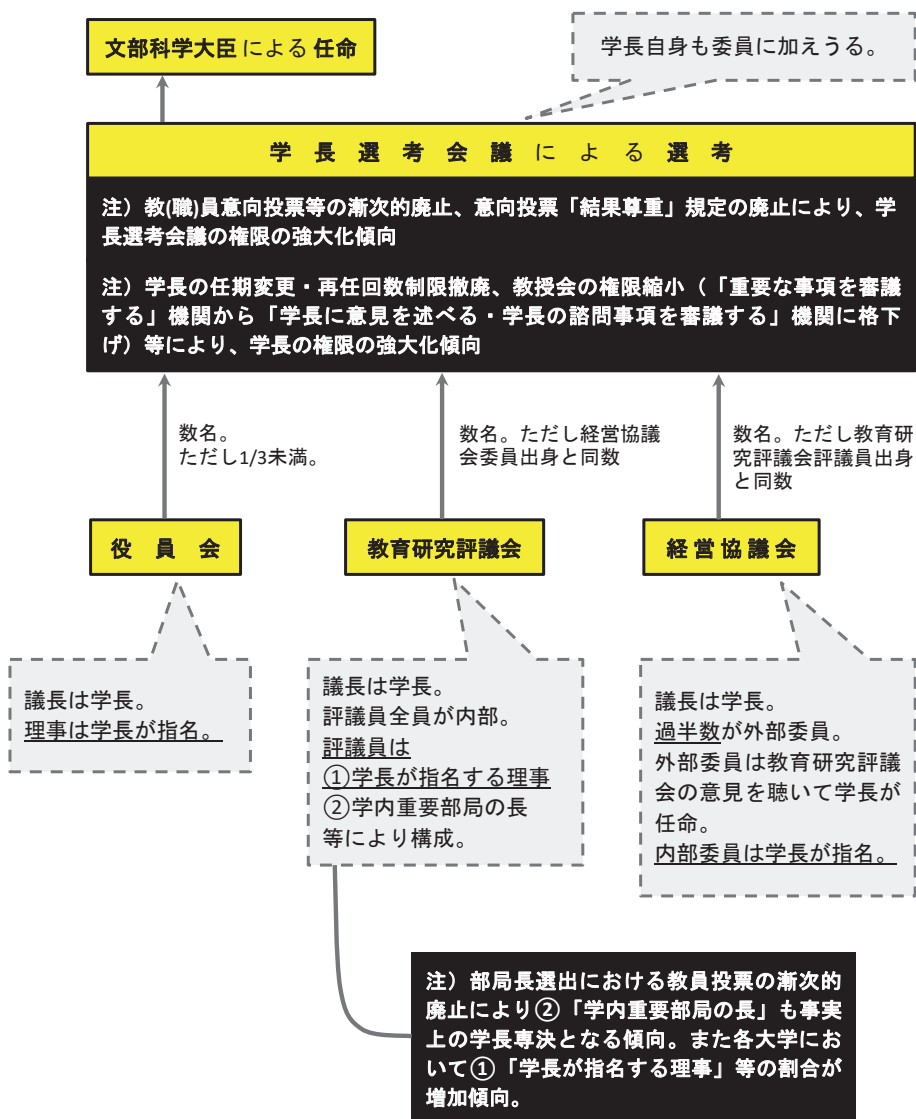 文部科学大臣による任命
学長自身も委員に加えうる。
学長選考会議による選考
注）教(職)員意向投票等の漸次的廃止、意向投票「結果尊重」規定の廃止により、学
長選考会議の権限の強大化傾向
注）学長の任期変更・再任回数制限撤廃、教授会の権限縮小（「重要な事項を審議
する」機関から「学長に意見を述べる・学長の諮問事項を審議する」機関に格下
げ）等により、学長の権限の強大化傾向
数名。
ただし1/3未満。
数名。ただし経営協議
会委員出身と同数
数名。ただし教育研
究評議会評議員出身
と同数
役員会
教育研究評議会
経営協議会
議長は学長。
理事は学長が指名。
議長は学長。
評議員全員が内部。
評議員は
①学長が指名する理事
②学内重要部局の長
等により構成。
議長は学長。
過半数が外部委員。
外部委員は教育研究評議
会の意見を聴いて学長が
任命。
内部委員は学長が指名。
注）部局長選出における教員投票の漸次的
廃止により②「学内重要部局の長」も事実
上の学長専決となる傾向。また各大学にお
いて①「学長が指名する理事」等の割合が
増加傾向。